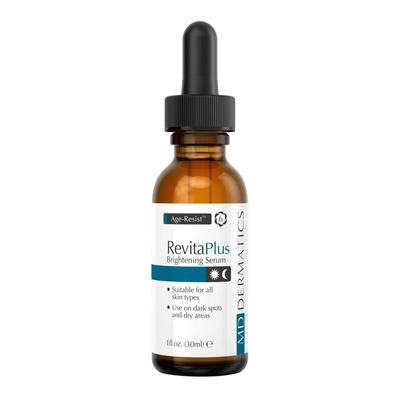 Age-Resist™ 6
RevitaPlus
Brightening Serum
• Suitable for all
skin types
• Use on dark spots
and dry areas
1fl.oz. (30ml) ℮
MD DERMATICS